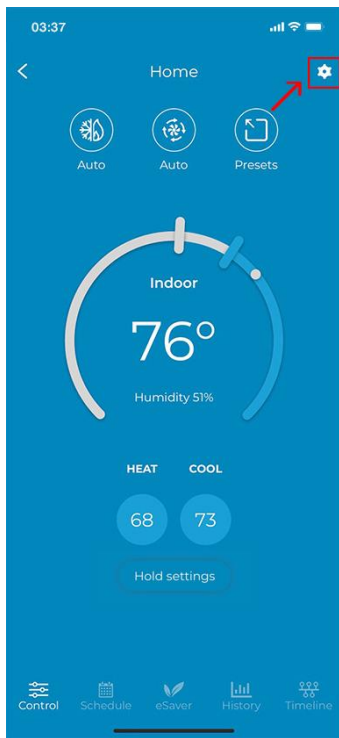 03:37
Home
Auto Auto Presets
Indoor
76°
Humidity 51%
HEAT COOL
68 73
Hold settings
Control Schedule eSaver History Timeline